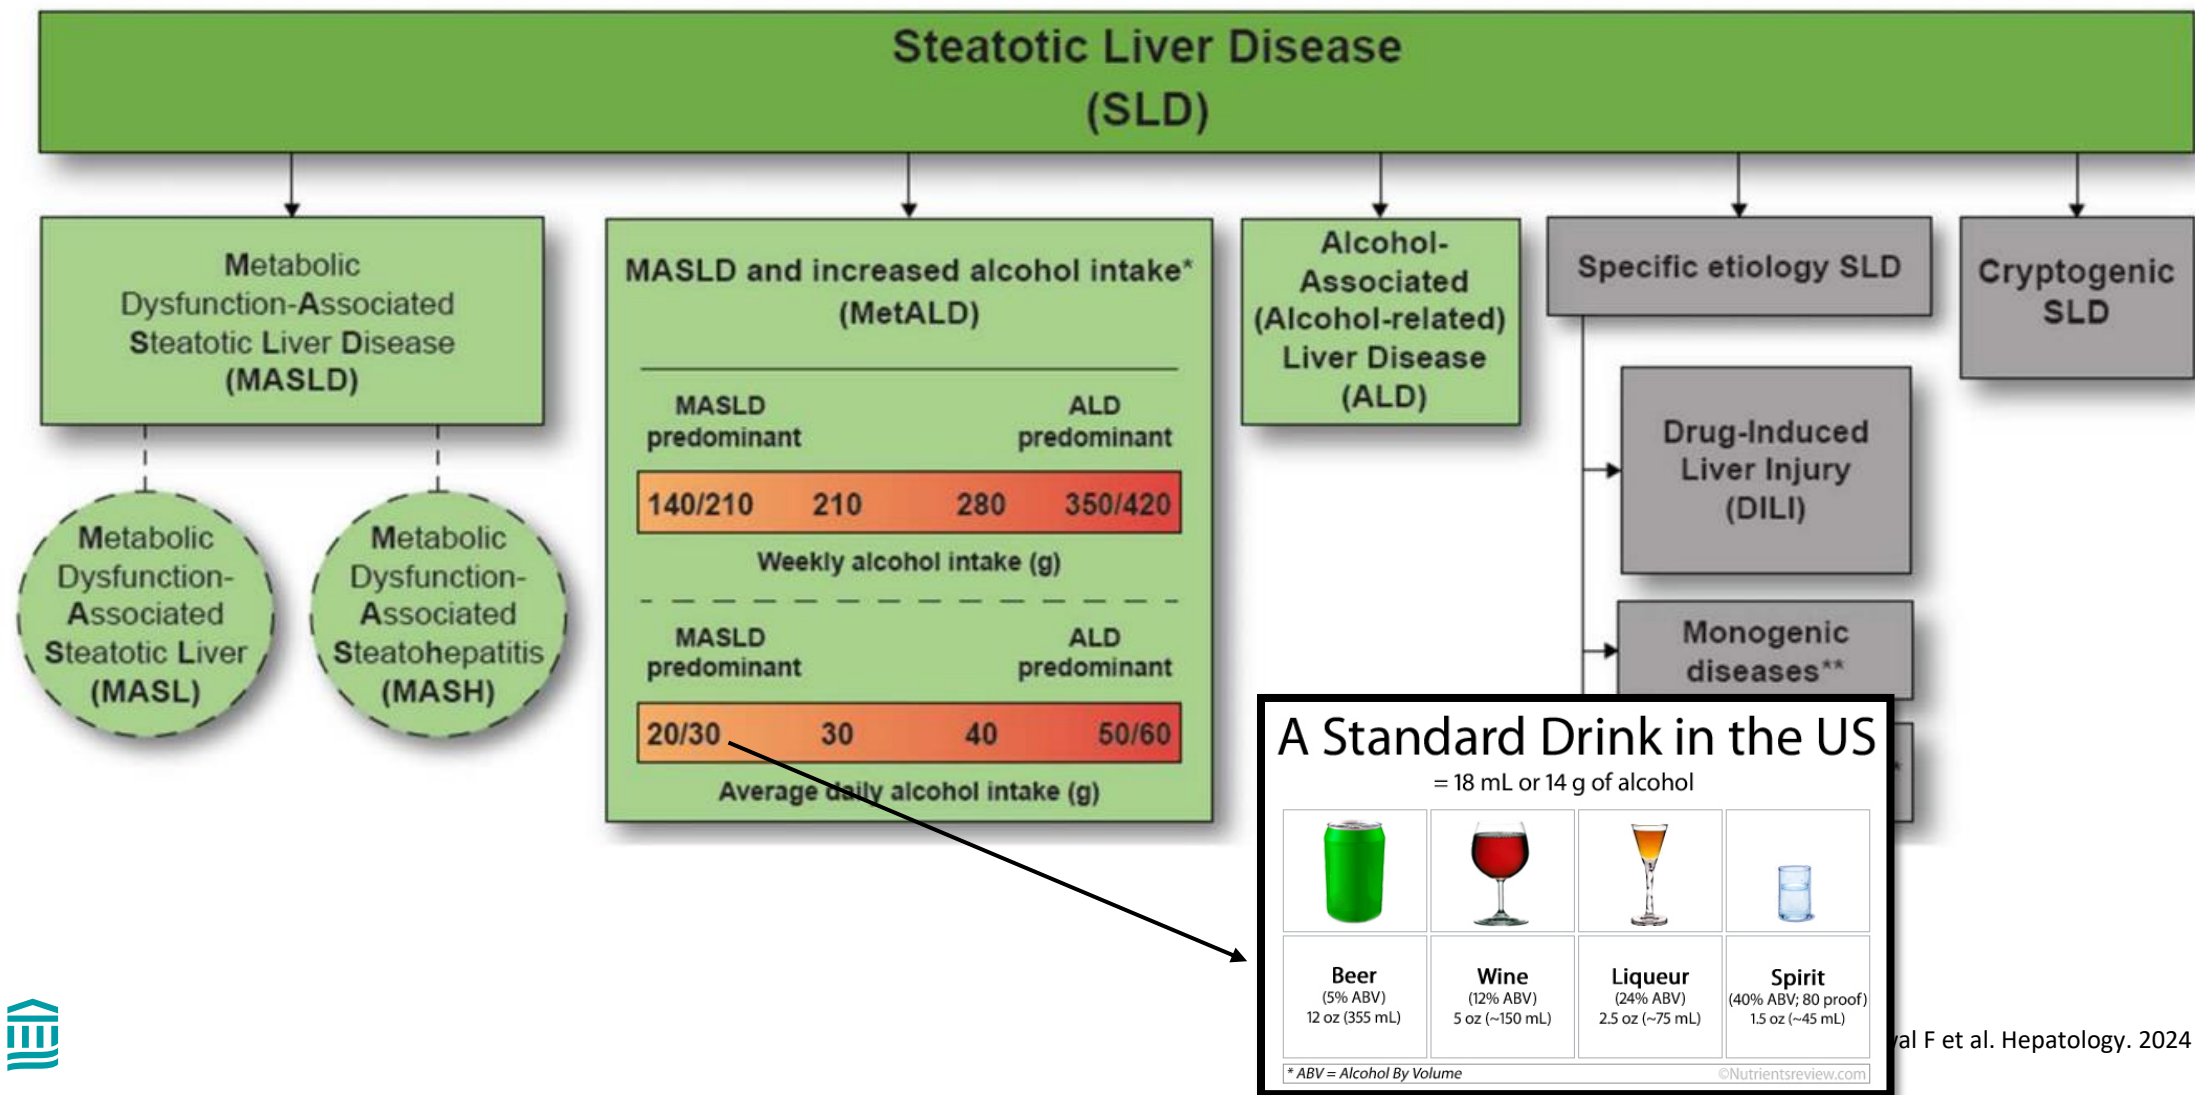 Steatotic Liver Disease
(SLD)
Metabolic
Dysfunction-Associated
Steatotic Liver Disease
(MASLD)
Metabolic
Dysfunction-
Associated
Steatotic Liver
(MASL)
Metabolic
Dysfunction-
Associated
Steatohepatitis
(MASH)
MASLD and increased alcohol intake*
(MetALD)
MASLD predominant
ALD predominant
140/210 210 280 350/420
Weekly alcohol intake (g)
MASLD predominant
ALD predominant
20/30 30 40 50/60
Average daily alcohol intake (g)
Alcohol-
Associated
(Alcohol-related)
Liver Disease
(ALD)
Specific etiology SLD
Drug-Induced
Liver Injury
(DILI)
Monogenic
diseases**
Cryptogenic
SLD
A Standard Drink in the US
= 18 mL or 14 g of alcohol
Beer
(5% ABV)
12 oz (355 mL)
Wine
(12% ABV)
5 oz (~150 mL)
Liqueur
(24% ABV)
2.5 oz (~75 mL)
Spirit
(40% ABV; 80 proof)
1.5 oz (~45 mL)
* ABV = Alcohol By Volume
©Nutrientsreview.com
F et al. Hepatology. 2024